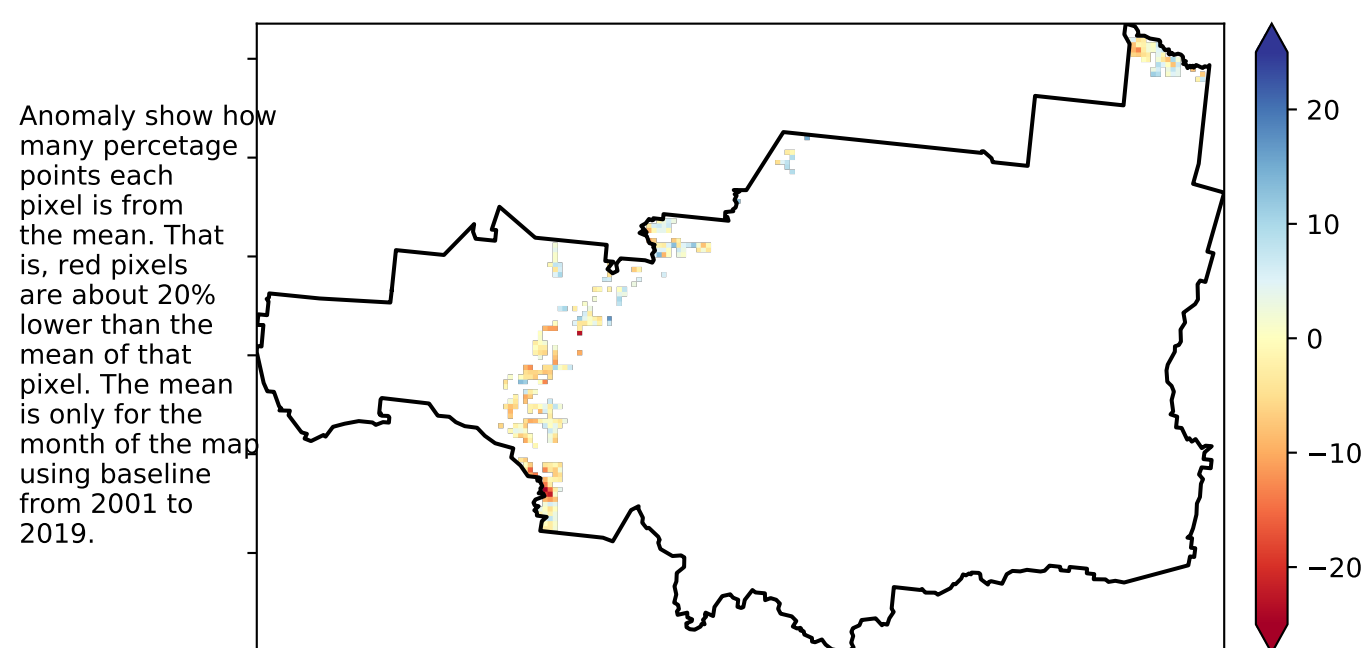 Anomaly show how
many percetage
points each
pixel is from
the mean. That
is, red pixels
are about 20%
lower than the
mean of that
pixel. The mean
is only for the
month of the map
using baseline
from 2001 to
2019.
20
10
0
−10
−20